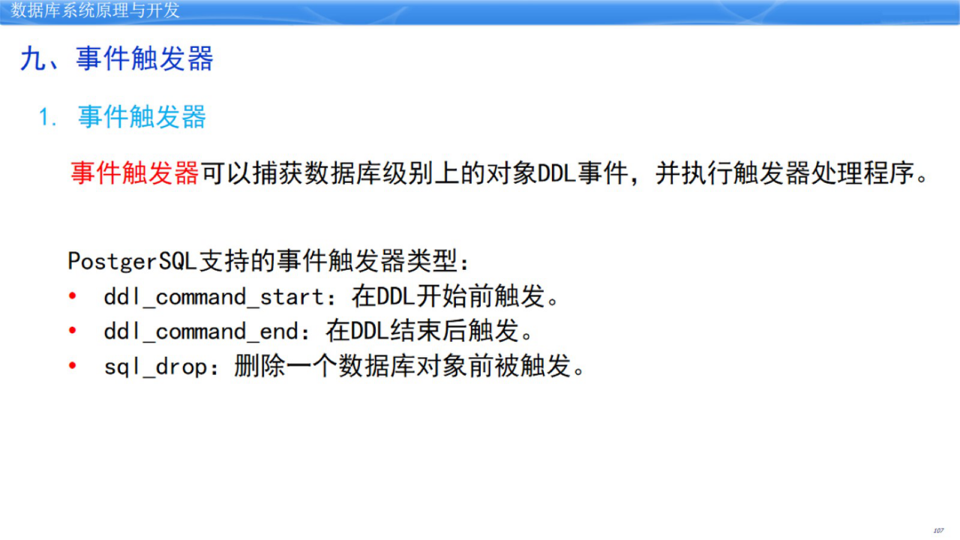 数据库系统原理与开发
九、事件触发器
1. 事件触发器
事件触发器可以捕获数据库级别上的对象DDL事件，并执行触发器处理程序。
PostgerSQL支持的事件触发器类型：
• ddl_command_start：在DDL开始前触发。
• ddl_command_end：在DDL结束后触发。
• sql_drop：删除一个数据库对象前被触发。
107